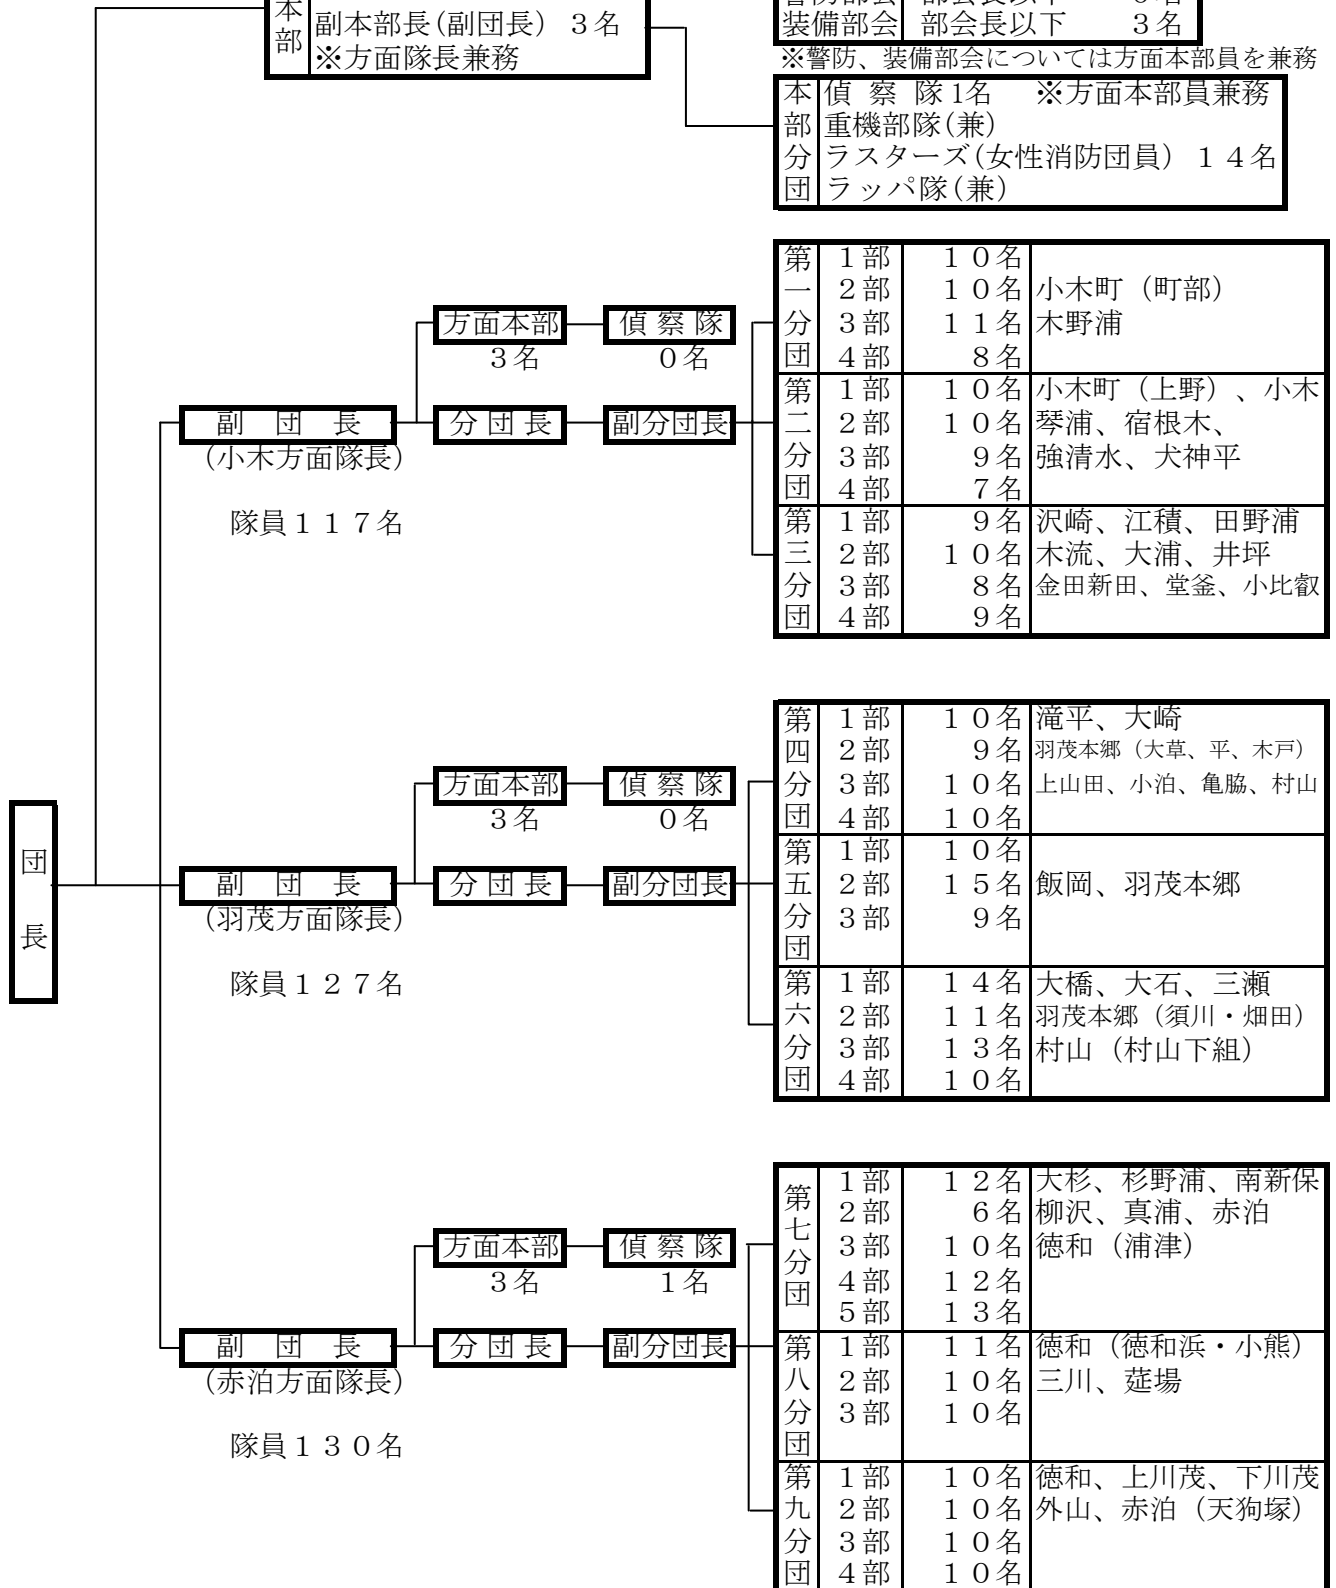 本部
副本部長(副団長) 3名
※方面隊長兼務
装備部会 部会長以下 3名
※警防、装備部会については方面本部員を兼務
本部分団
偵 察 隊 1名 ※方面本部員兼務
重機部隊(兼)
ラスターズ(女性消防団員) 14名
ラッパ隊(兼)
団長
副 団 長
(小木方面隊長)
隊員117名
方面本部
3名
偵 察 隊
0名
分 団 長
副分団長
第一分団
1部 10名
2部 10名 小木町（町部）
3部 11名 木野浦
4部 8名
第二分団
1部 10名 小木町（上野）、小木
2部 10名 琴浦、宿根木、
3部 9名 強清水、犬神平
4部 7名
第三分団
1部 9名 沢崎、江積、田野浦
2部 10名 木流、大浦、井坪
3部 8名 金田新田、堂釜、小比叡
4部 9名
副 団 長
(羽茂方面隊長)
隊員127名
方面本部
3名
偵 察 隊
0名
分 団 長
副分団長
第四分団
1部 10名 滝平、大崎
2部 9名 羽茂本郷（大草、平、木戸）
3部 10名 上山田、小泊、亀脇、村山
4部 10名
第五分団
1部 10名
2部 15名 飯岡、羽茂本郷
3部 9名
第六分団
1部 14名 大橋、大石、三瀬
2部 11名 羽茂本郷（須川・畑田）
3部 13名 村山（村山下組）
4部 10名
副 団 長
(赤泊方面隊長)
隊員130名
方面本部
3名
偵 察 隊
1名
分 団 長
副分団長
第七分団
1部 12名 大杉、杉野浦、南新保
2部 6名 柳沢、真浦、赤泊
3部 10名 徳和（浦津）
4部 12名
5部 13名
第八分団
1部 11名 徳和（徳和浜・小熊）
2部 10名 三川、莚場
3部 10名
第九分団
1部 10名 徳和、上川茂、下川茂
2部 10名 外山、赤泊（天狗塚）
3部 10名
4部 10名